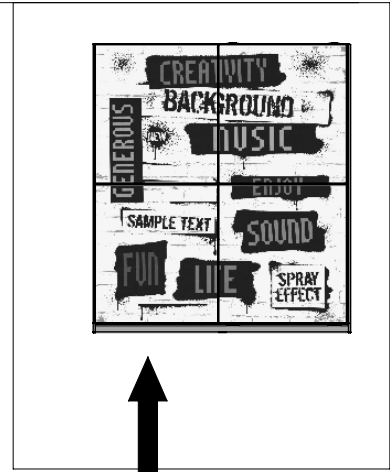 CREATIVITY
BACKGROUND
GENEROUS
NEW
MUSIC
ENJOY
SAMPLE TEXT
SOUND
FUN
LIFE
SPRAY
EFFECT